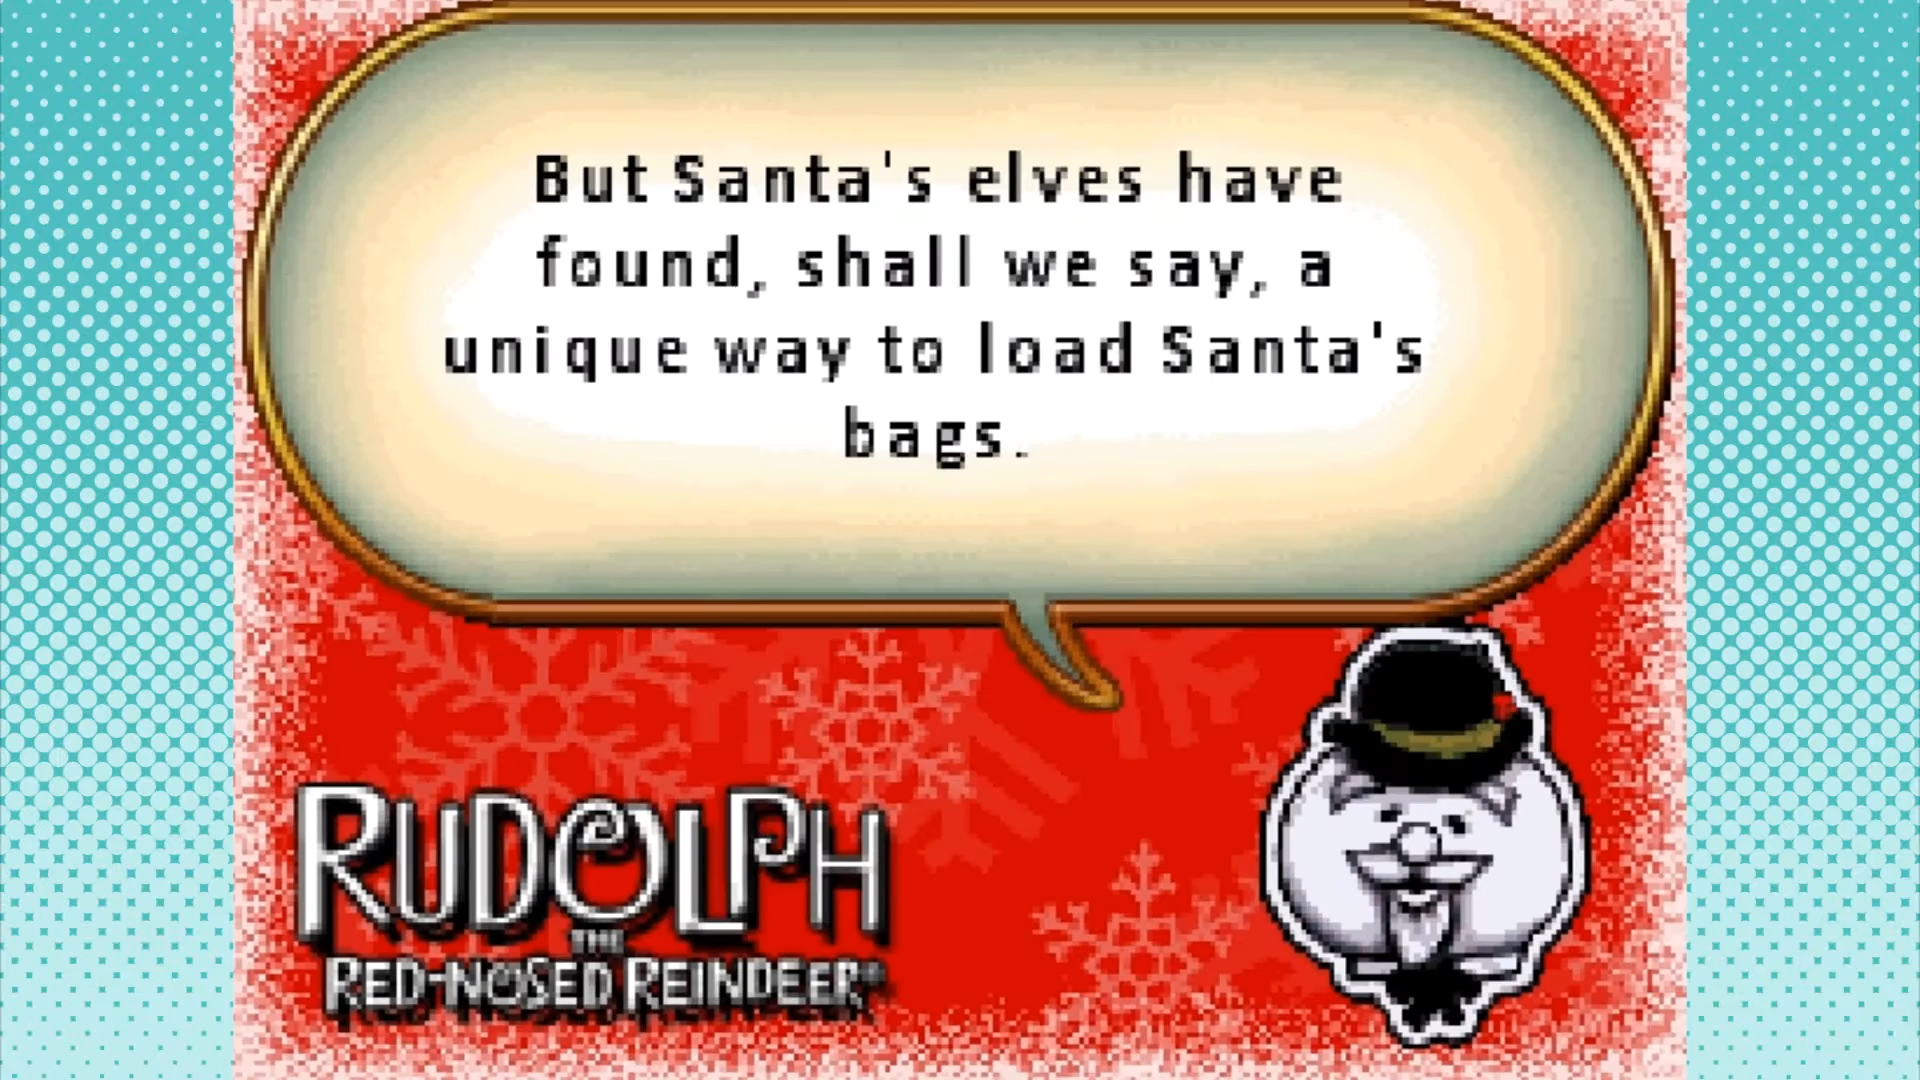 But Santa's elves have
found, shall we say, a
unique way to load Santa's
bags.
RUDOLPH
THE
RED-NOSED REINDEER®